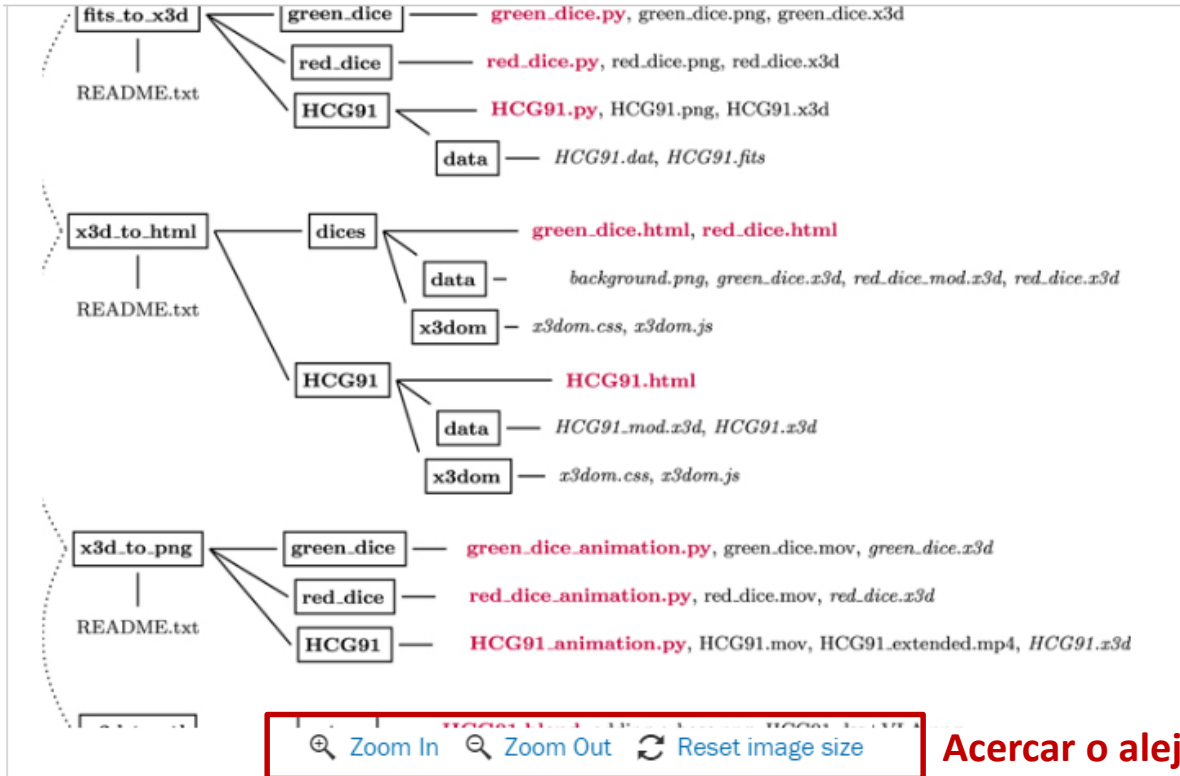 fits_to_x3d green_dice green_dice.py, green_dice.png, green_dice.x3d
red_dice red_dice.py, red_dice.png, red_dice.x3d
README.txt
HCG91 HCG91.py, HCG91.png, HCG91.x3d
data HCG91.dat, HCG91.fits
x3d_to_html dices green_dice.html, red_dice.html
data background.png, green_dice.x3d, red_dice_mod.x3d, red_dice.x3d
README.txt
x3dom x3dom.css, x3dom.js
HCG91 HCG91.html
data HCG91_mod.x3d, HCG91.x3d
x3dom x3dom.css, x3dom.js
x3d_to_png green_dice green_dice_animation.py, green_dice.mov, green_dice.x3d
red_dice red_dice_animation.py, red_dice.mov, red_dice.x3d
README.txt
HCG91 HCG91_animation.py, HCG91.mov, HCG91_extended.mp4, HCG91.x3d
Zoom In Zoom Out Reset image size Acercar o alej